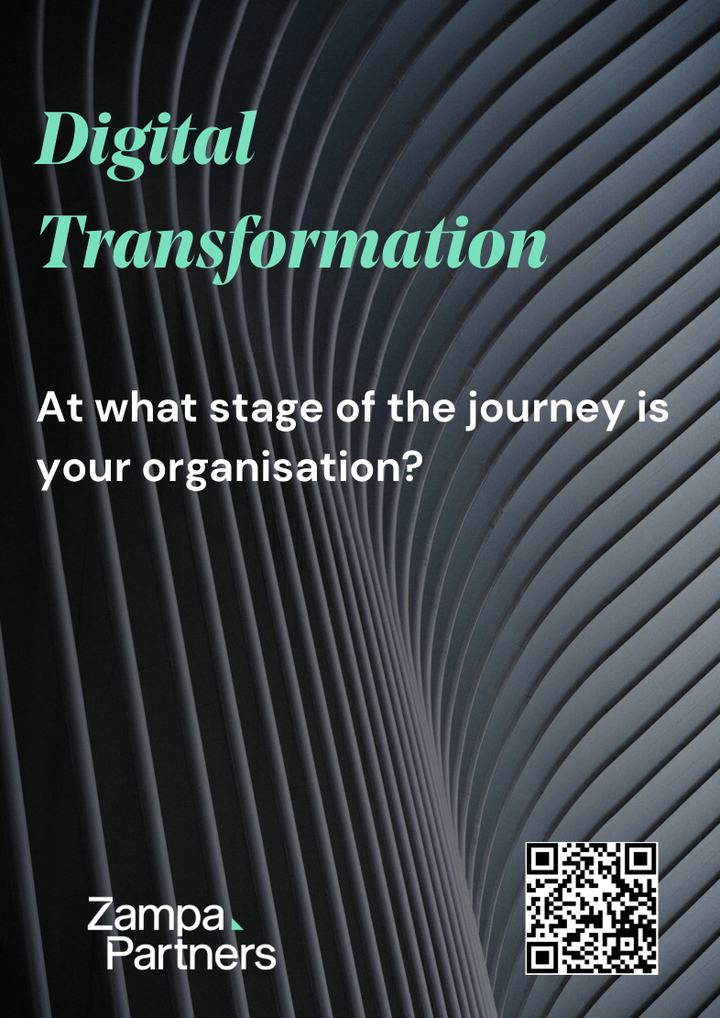 Digital
Transformation
At what stage of the journey is
your organisation?
Zampa
Partners